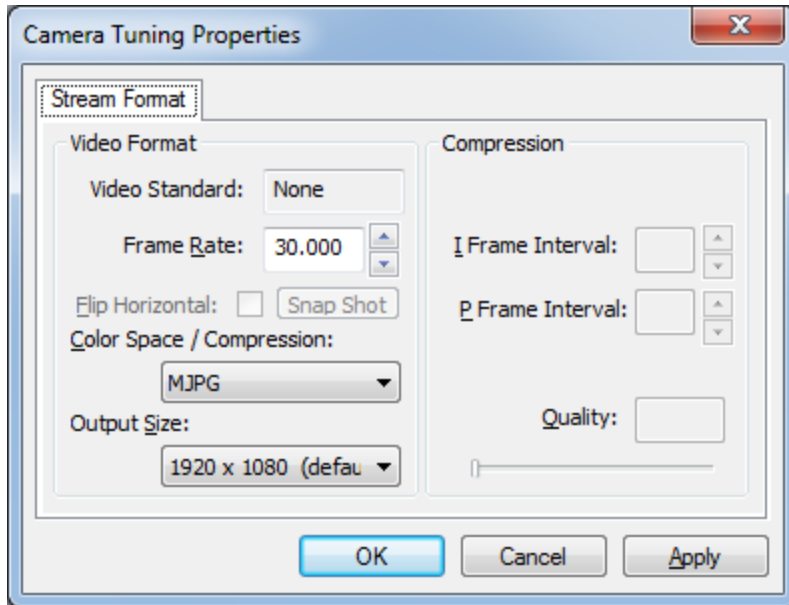 Camera Tuning Properties
Stream Format
Video Format
Video Standard: None
Frame Rate: 30.000
Flip Horizontal: Snap Shot
Color Space / Compression:
MJPG
Output Size:
1920 x 1080 (defau
Compression
I Frame Interval:
P Frame Interval:
Quality:
OK Cancel Apply